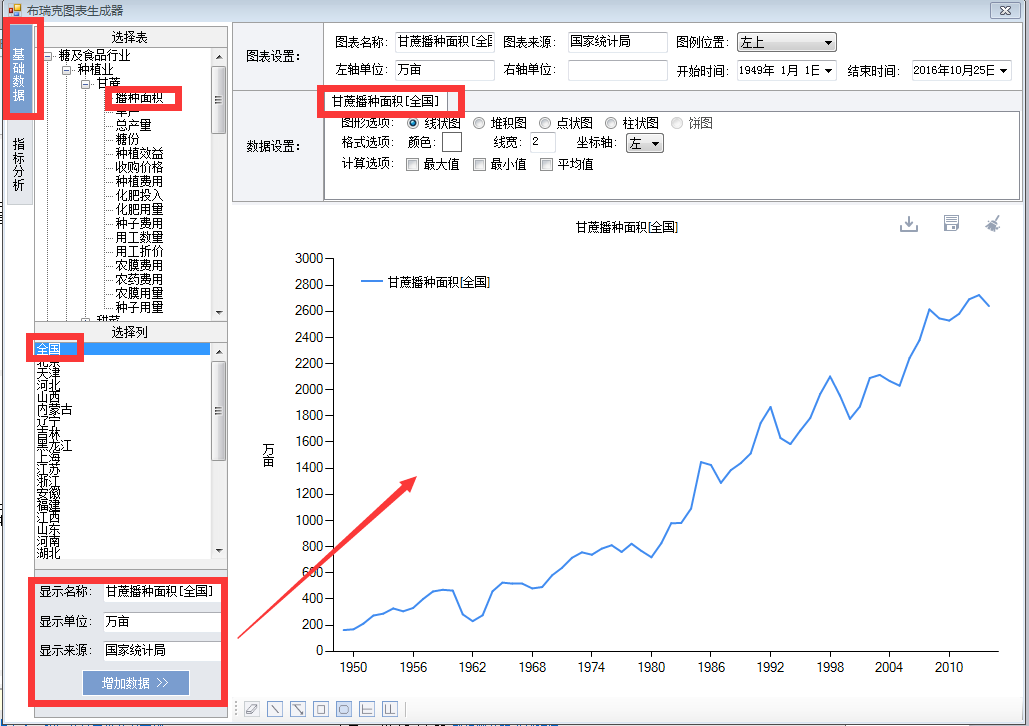 布瑞克图表生成器
基础数据
指标分析
选择表
糖及食品行业
种植业
甘蔗
播种面积
总产量
糖份
种植效益
收购价格
种植费用
化肥投入
化肥用量
种子费用
用工数量
用工折价
农膜费用
农药费用
农膜用量
种子用量
甜菜
选择列
全国
北京
天津
河北
山西
内蒙古
辽宁
吉林
黑龙江
上海
江苏
浙江
安徽
福建
江西
山东
河南
湖北
显示名称: 甘蔗播种面积[全国]
显示单位: 万亩
显示来源: 国家统计局
增加数据 >>
图表设置:
图表名称: 甘蔗播种面积[全国 图表来源: 国家统计局 图例位置: 左上
左轴单位: 万亩 右轴单位: 开始时间: 1949年 1月 1日 结束时间: 2016年10月25日
数据设置:
甘蔗播种面积[全国]
图形选项: 线状图 堆积图 点状图 柱状图 饼图
格式选项: 颜色: 线宽: 2 坐标轴: 左
计算选项: 最大值 最小值 平均值
甘蔗播种面积[全国]
甘蔗播种面积[全国]
万亩
3000
2800
2600
2400
2200
2000
1800
1600
1400
1200
1000
800
600
400
200
0
1950 1956 1962 1968 1974 1980 1986 1992 1998 2004 2010